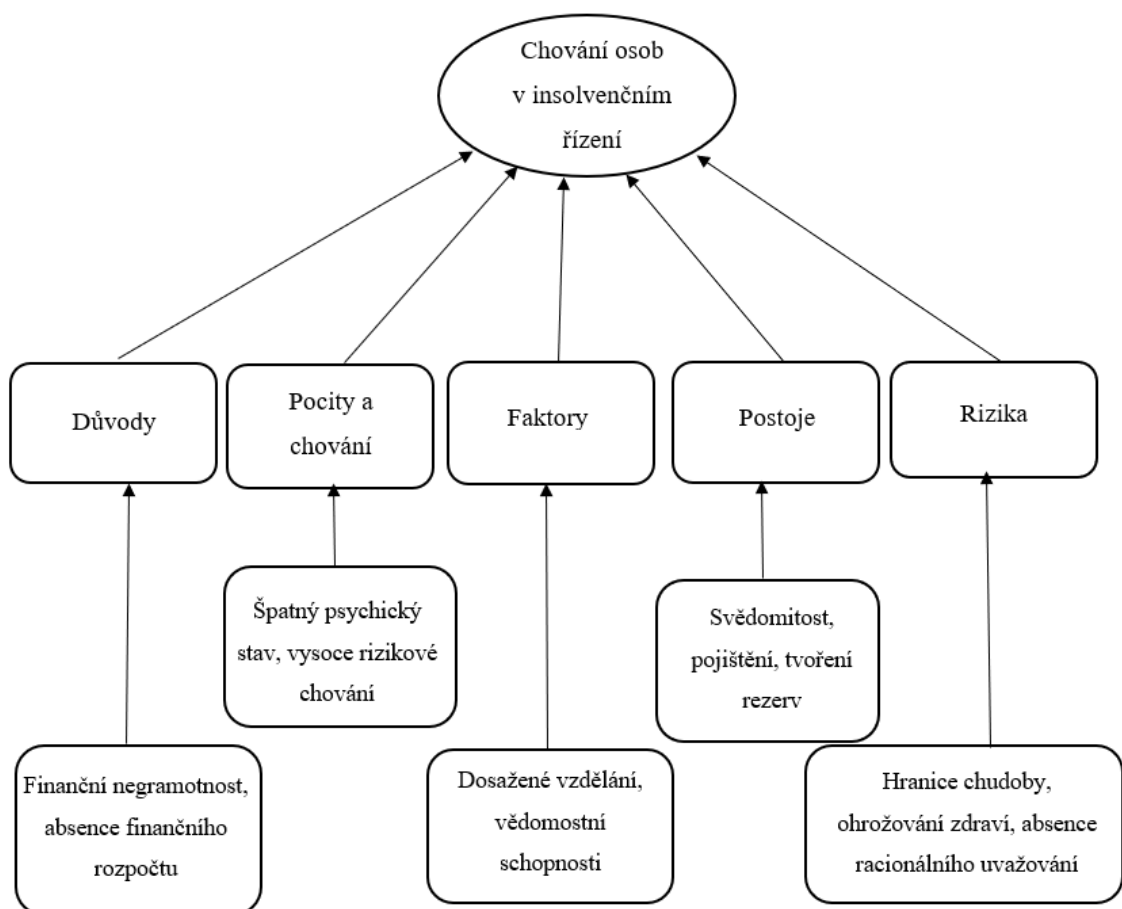 Chování osob
v insolvenčním
řízení
Důvody
Pocity a
chování
Faktory
Postoje
Rizika
Špatný psychický
stav, vysoce rizikové
chování
Svědomitost,
pojištění, tvoření
rezerv
Finanční negramotnost,
absence finančního
rozpočtu
Dosažené vzdělání,
vědomostní
schopnosti
Hranice chudoby,
ohrožování zdraví, absence
racionálního uvažování